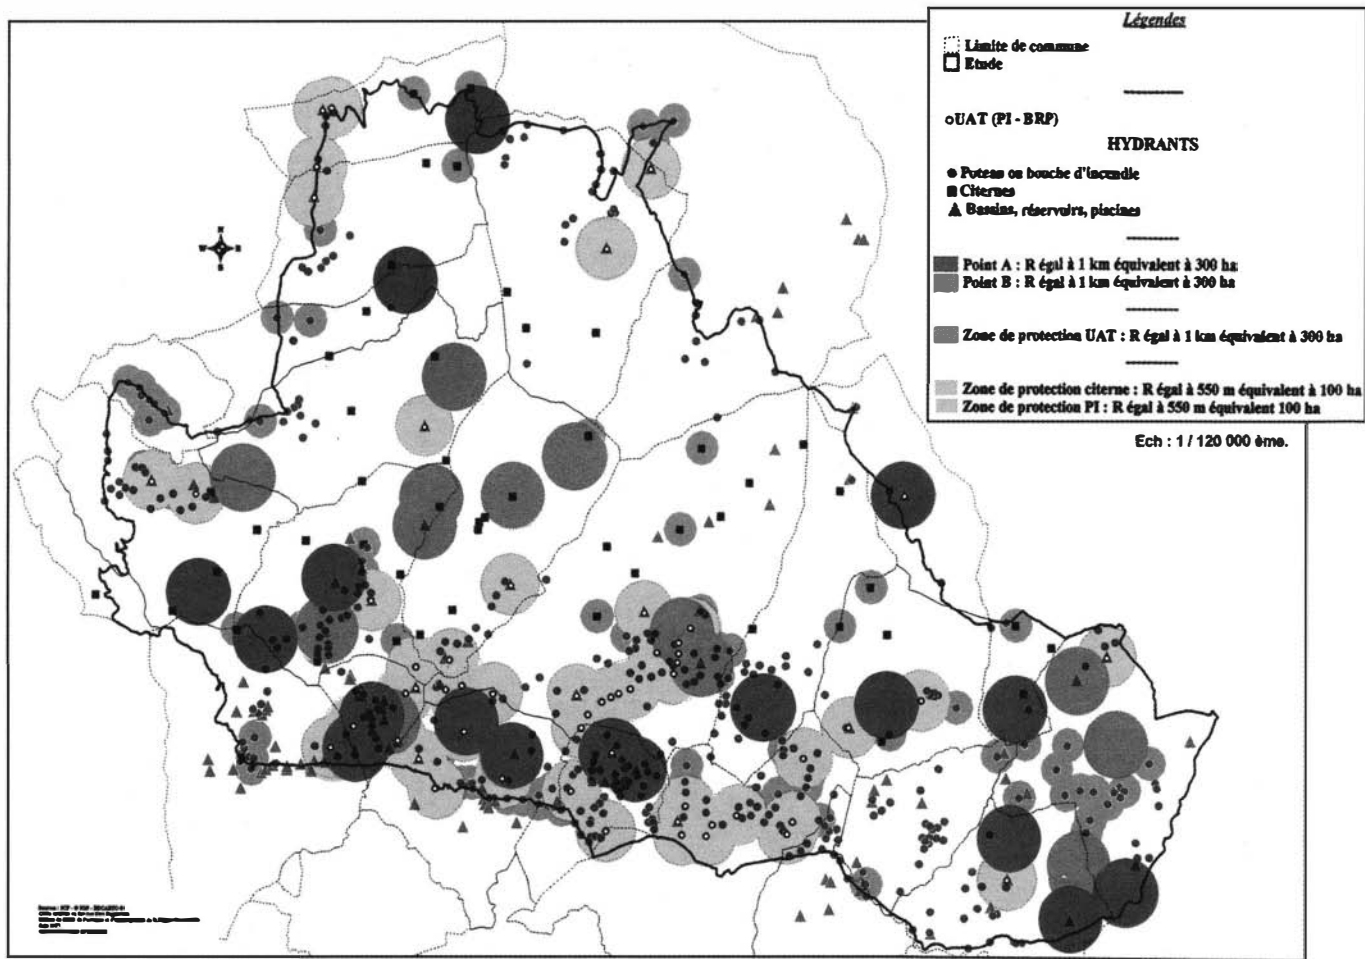 Légendes
Limite de commune
Etude
UAT (PI - BRP)
HYDRANTS
Poteau ou bouche d'incendie
Citernes
Bassins, réservoirs, piscines
Point A : R égal à 1 km équivalent à 300 ha
Point B : R égal à 1 km équivalent à 300 ha
Zone de protection UAT : R égal à 1 km équivalent à 300 ha
Zone de protection citerne : R égal à 550 m équivalent à 100 ha
Zone de protection PI : R égal à 550 m équivalent 100 ha
Ech : 1 / 120 000 ème.
N
W E
S